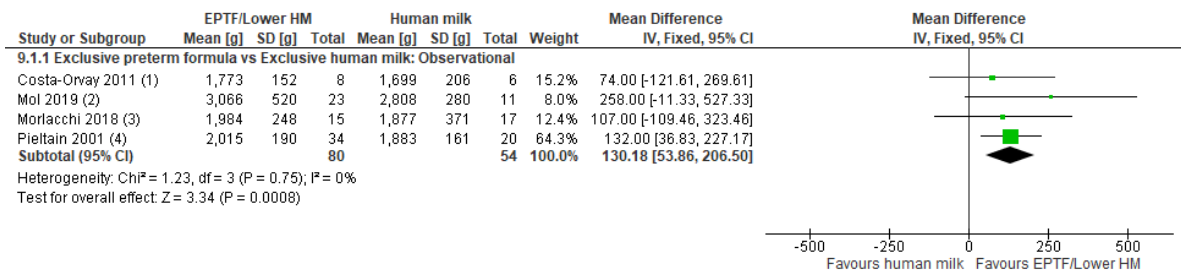 EPTF/Lower HM Human milk Mean Difference Mean Difference
Study or Subgroup Mean [g] SD [g] Total Mean [g] SD [g] Total Weight IV, Fixed, 95% CI IV, Fixed, 95% CI
9.1.1 Exclusive preterm formula vs Exclusive human milk: Observational
Costa-Orvay 2011 (1) 1,773 152 8 1,699 206 6 15.2% 74.00 [-121.61, 269.61]
Mol 2019 (2) 3,066 520 23 2,808 280 11 8.0% 258.00 [-11.33, 527.33]
Morlacchi 2018 (3) 1,984 248 15 1,877 371 17 12.4% 107.00 [-109.46, 323.46]
Pieltain 2001 (4) 2,015 190 34 1,883 161 20 64.3% 132.00 [36.83, 227.17]
Subtotal (95% CI) 80 54 100.0% 130.18 [53.86, 206.50]
Heterogeneity: Chi² = 1.23, df = 3 (P = 0.75); I² = 0%
Test for overall effect: Z = 3.34 (P = 0.0008)
-500 -250 0 250 500
Favours human milk Favours EPTF/Lower HM